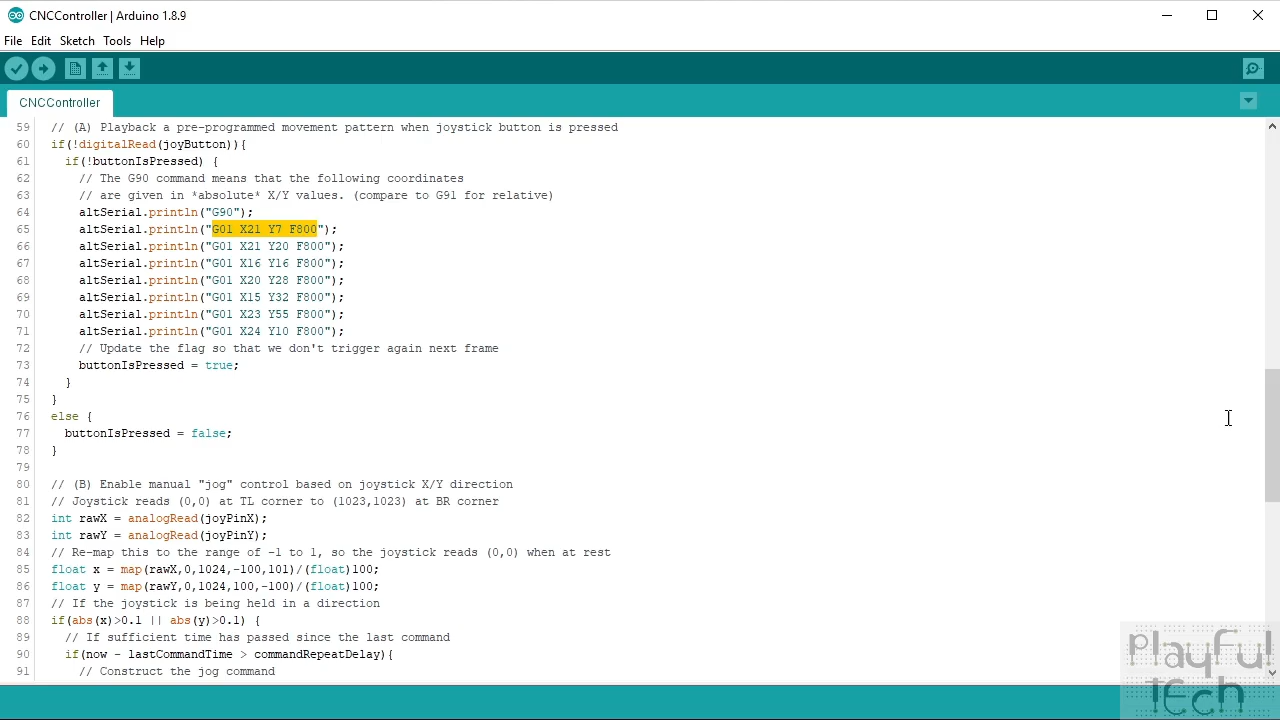 CNCController | Arduino 1.8.9
File Edit Sketch Tools Help
CNCController
59 // (A) Playback a pre-programmed movement pattern when joystick button is pressed
60 if(!digitalRead(joyButton)){
61 if(!buttonIsPressed) {
62 // The G90 command means that the following coordinates
63 // are given in *absolute* X/Y values. (compare to G91 for relative)
64 altSerial.println("G90");
65 altSerial.println("G01 X21 Y7 F800");
66 altSerial.println("G01 X21 Y20 F800");
67 altSerial.println("G01 X16 Y16 F800");
68 altSerial.println("G01 X20 Y28 F800");
69 altSerial.println("G01 X15 Y32 F800");
70 altSerial.println("G01 X23 Y55 F800");
71 altSerial.println("G01 X24 Y10 F800");
72 // Update the flag so that we don't trigger again next frame
73 buttonIsPressed = true;
74 }
75 }
76 else {
77 buttonIsPressed = false;
78 }
79
80 // (B) Enable manual "jog" control based on joystick X/Y direction
81 // Joystick reads (0,0) at TL corner to (1023,1023) at BR corner
82 int rawX = analogRead(joyPinX);
83 int rawY = analogRead(joyPinY);
84 // Re-map this to the range of -1 to 1, so the joystick reads (0,0) when at rest
85 float x = map(rawX,0,1024,-100,101)/(float)100;
86 float y = map(rawY,0,1024,100,-100)/(float)100;
87 // If the joystick is being held in a direction
88 if(abs(x)>0.1 || abs(y)>0.1) {
89 // If sufficient time has passed since the last command
90 if(now - lastCommandTime > commandRepeatDelay){
91 // Construct the jog command
Playful
tEch